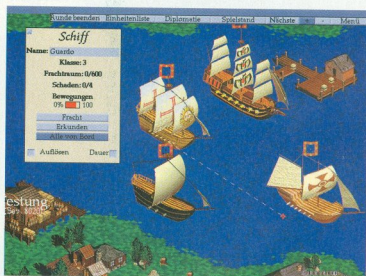 Runde beenden Einheitenliste Diplomatie Spielstand Nächste Menü
Schiff
Name: Guardo
Klasse: 3
Frachtraum: 0/600
Schaden: 0/4
Bewegungen
0% 100
Fracht
Erkunden
Alle von Bord
Auflösen Dauer
estung